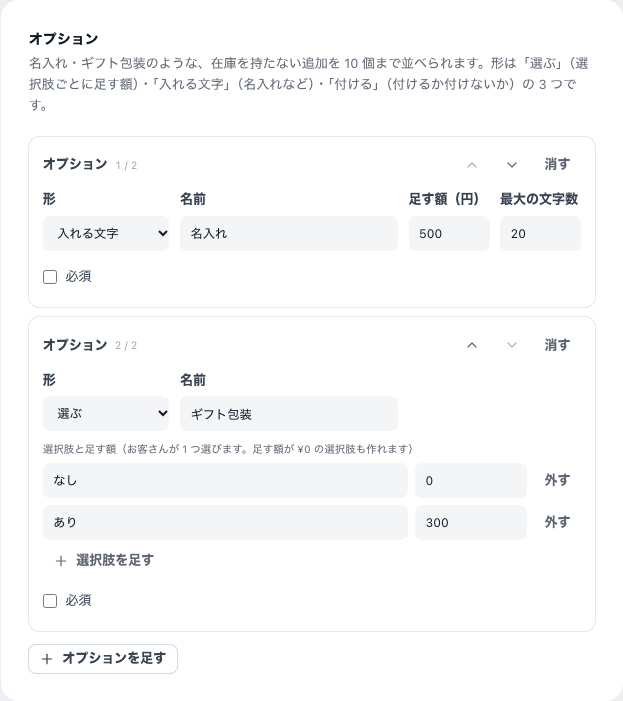 オプション
名入れ・ギフト包装のような、在庫を持たない追加を 10 個まで並べられます。形は「選ぶ」（選
択肢ごとに足す額）・「入れる文字」（名入れなど）・「付ける」（付けるか付けないか）の 3 つで
す。
オプション 1 / 2 消す
形 名前 足す額（円） 最大の文字数
入れる文字 名入れ 500 20
必須
オプション 2 / 2 消す
形 名前
選ぶ ギフト包装
選択肢と足す額（お客さんが 1 つ選びます。足す額が ¥0 の選択肢も作れます）
なし 0 外す
あり 300 外す
＋ 選択肢を足す
必須
＋ オプションを足す